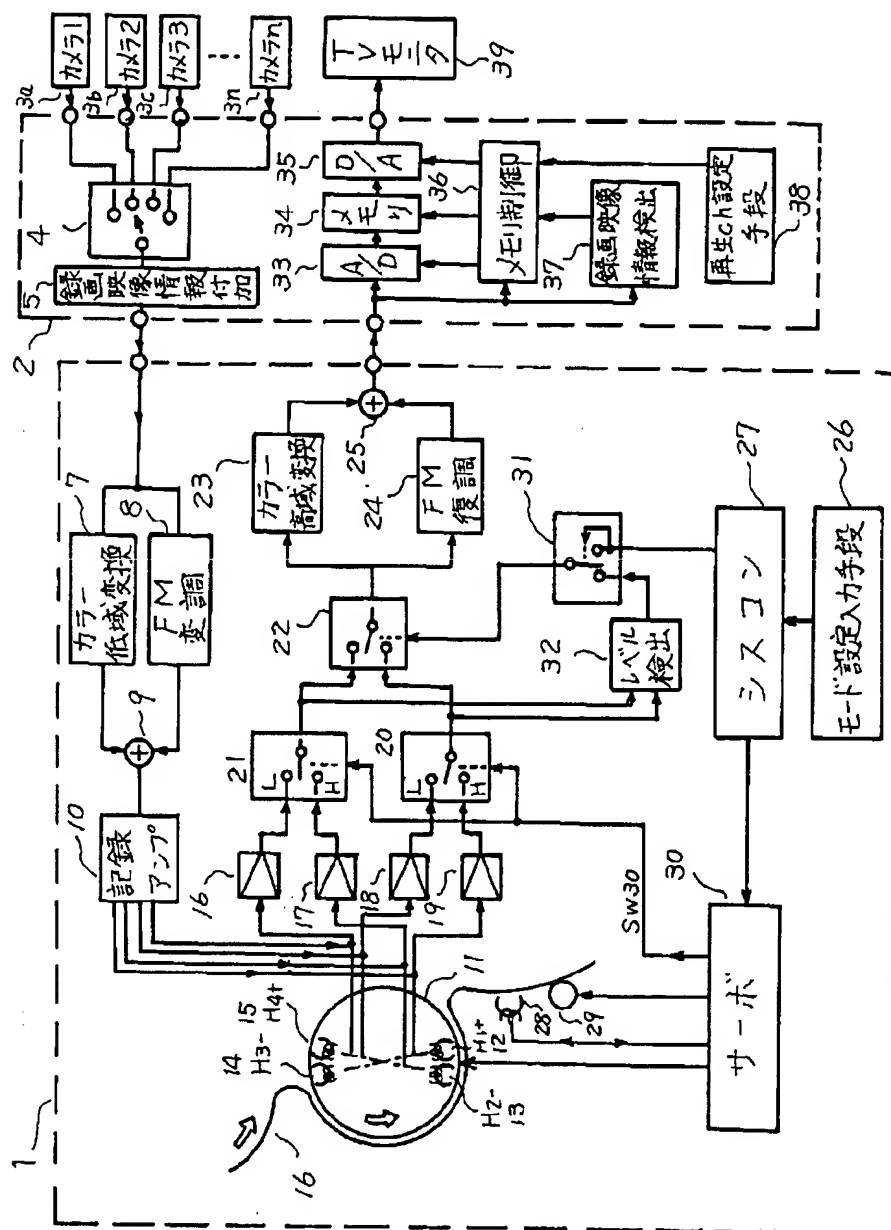 1
2
カメラ1
カメラ2
カメラ3
カメラn
3a
3b
3c
3n
4
5
録画映像情報付加
TVモニタ
39
D/A
35
メモリ
34
A/D
33
メモリ制御
36
録画映像情報検出
37
再生ch設定手段
38
カラー低域変換
7
FM変調
8
+
9
記録アンプ
10
カラー高域変換
23
FM復調
24
+
25
22
31
レベル検出
32
シスコン
27
モード設定入力手段
26
21
L
H
20
L
H
16
17
18
19
SW30
30
サーボ
11
15
H4+
14
H3-
H1+
12
H2-
13
28
29
16